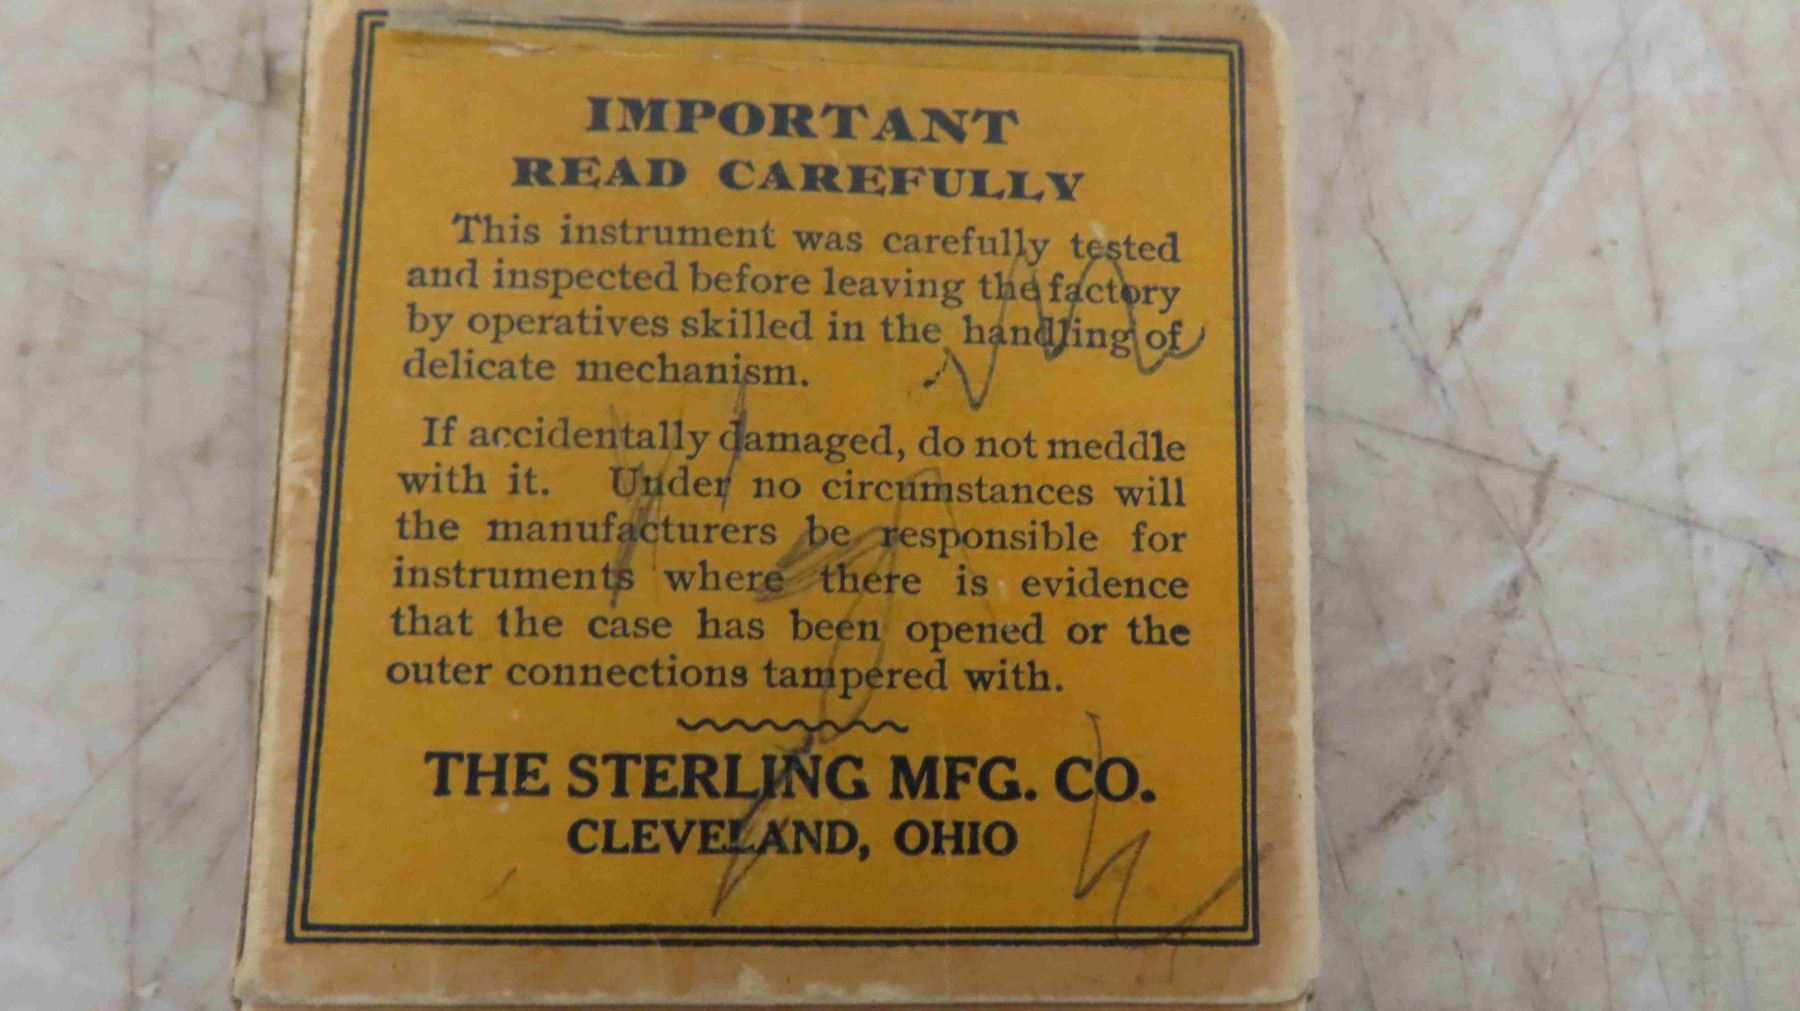 IMPORTANT
READ CAREFULLY
This instrument was carefully tested
and inspected before leaving the factory
by operatives skilled in the handling of
delicate mechanism.
If accidentally damaged, do not meddle
with it. Under no circumstances will
the manufacturers be responsible for
instruments where there is evidence
that the case has been opened or the
outer connections tampered with.
THE STERLING MFG. CO.
CLEVELAND, OHIO